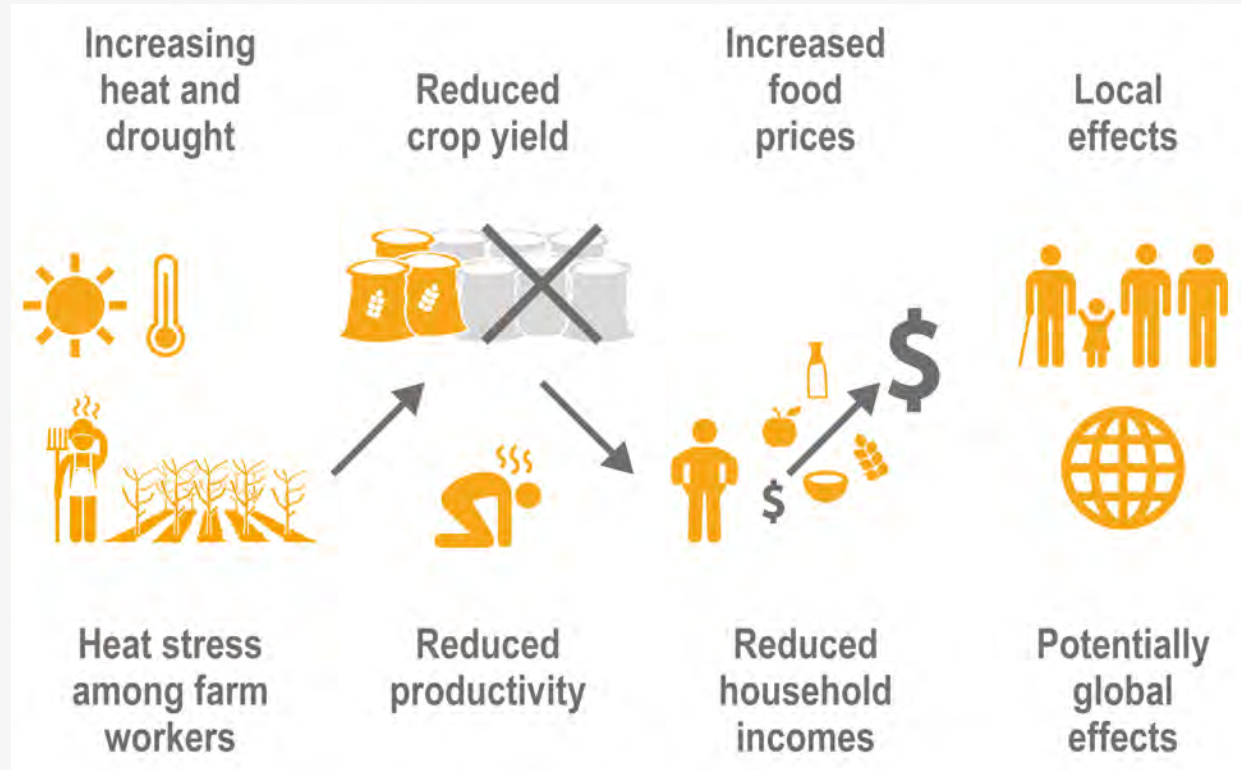 Increasing
heat and
drought
Reduced
crop yield
Increased
food
prices
Local
effects
$
$
Heat stress
among farm
workers
Reduced
productivity
Reduced
household
incomes
Potentially
global
effects